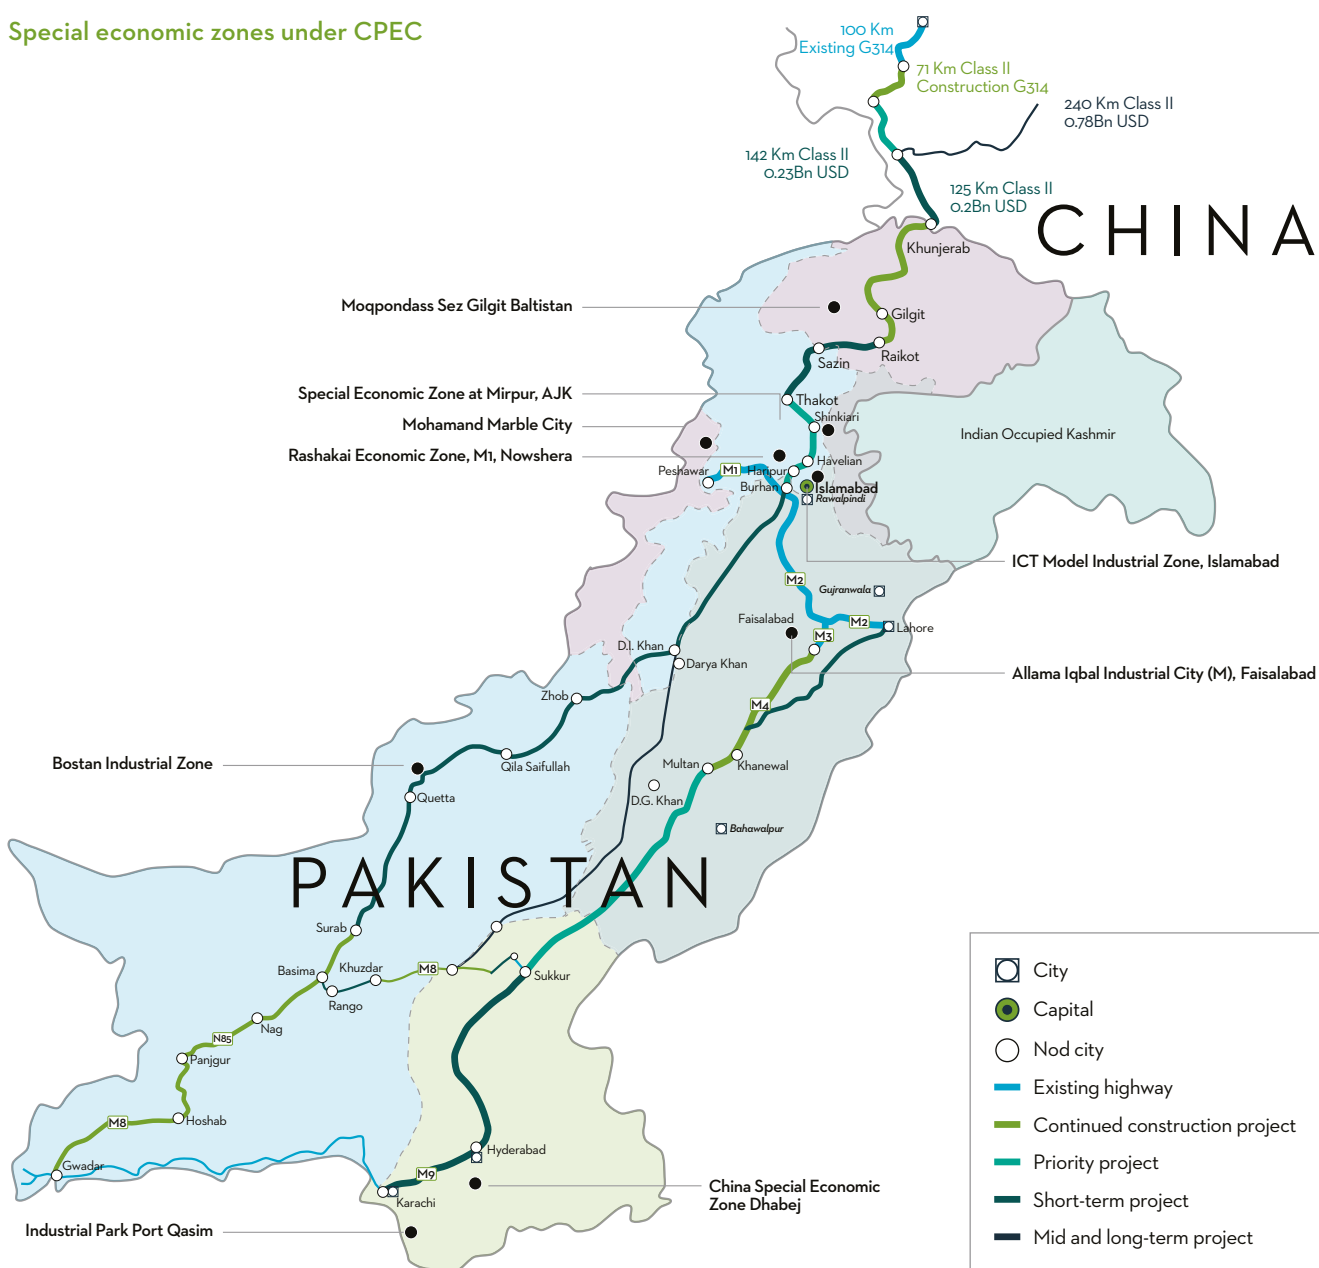 Special economic zones under CPEC
100 Km
Existing G314
71 Km Class II
Construction G314
240 Km Class II
0.78Bn USD
142 Km Class II
0.23Bn USD
125 Km Class II
0.2Bn USD
CHINA
Khunjerab
Moqpondass Sez Gilgit Baltistan
Gilgit
Raikot
Sazin
Special Economic Zone at Mirpur, AJK
Thakot
Shinkiari
Mohamand Marble City
Indian Occupied Kashmir
Rashakai Economic Zone, M1, Nowshera
Havelian
Peshawar
M1
Haripur
Burhan
Islamabad
Rawalpindi
ICT Model Industrial Zone, Islamabad
M2
Gujranwala
Faisalabad
M2
Lahore
M3
D.I. Khan
Darya Khan
Allama Iqbal Industrial City (M), Faisalabad
Zhob
M4
Bostan Industrial Zone
Qila Saifullah
Multan
Khanewal
Quetta
D.G. Khan
Bahawalpur
PAKISTAN
Surab
Basima
Khuzdar
M8
Sukkur
Rango
Nag
N85
Panjgur
M8
Hoshab
Gwadar
Hyderabad
M9
Karachi
China Special Economic
Zone Dhabej
Industrial Park Port Qasim
City
Capital
Nod city
Existing highway
Continued construction project
Priority project
Short-term project
Mid and long-term project